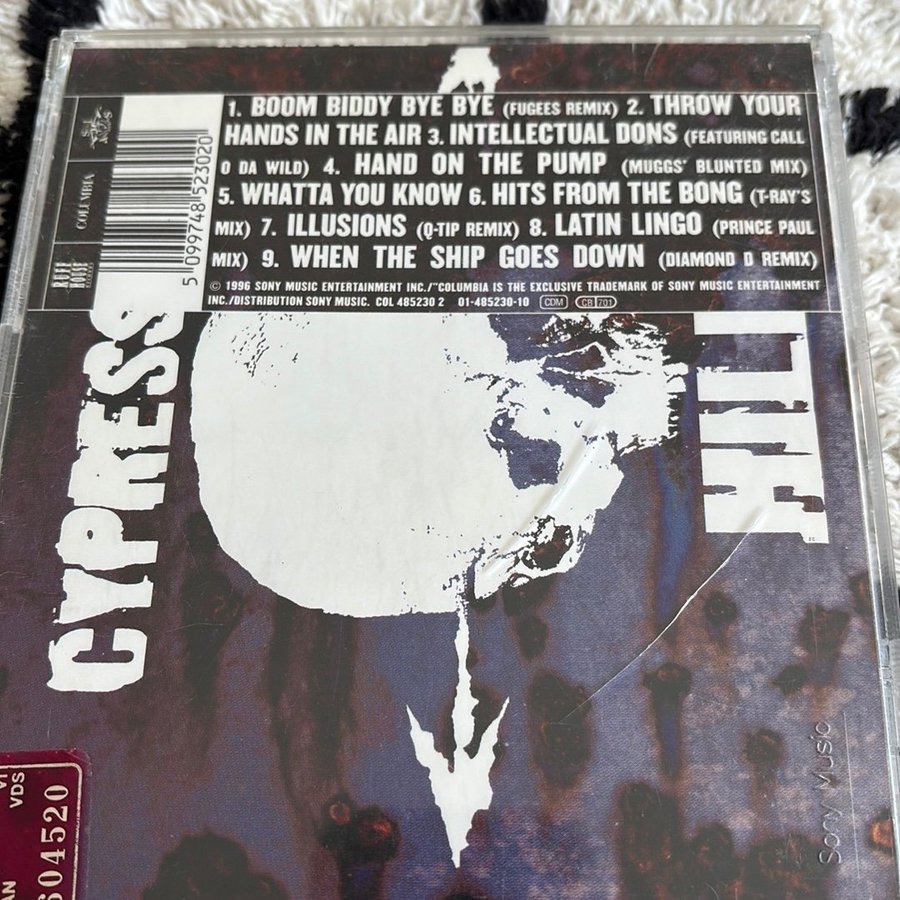 1. BOOM BIDDY BYE BYE (FUGEES REMIX) 2. THROW YOUR
HANDS IN THE AIR 3. INTELLECTUAL DONS (FEATURING CALL
O DA WILD) 4. HAND ON THE PUMP (MUGGS' BLUNTED MIX)
5. WHATTA YOU KNOW 6. HITS FROM THE BONG (T-RAY'S
MIX) 7. ILLUSIONS (Q-TIP REMIX) 8. LATIN LINGO (PRINCE PAUL
MIX) 9. WHEN THE SHIP GOES DOWN (DIAMOND D REMIX)
© 1996 SONY MUSIC ENTERTAINMENT INC./"COLUMBIA IS THE EXCLUSIVE TRADEMARK OF SONY MUSIC ENTERTAINMENT
INC./DISTRIBUTION SONY MUSIC. COL 485230 2 01-485230-10 CDM CB 701
COLUMBIA
RUFF
HOUSE
5 099748 523020
CYPRESS
Sony Music
VDS
604520